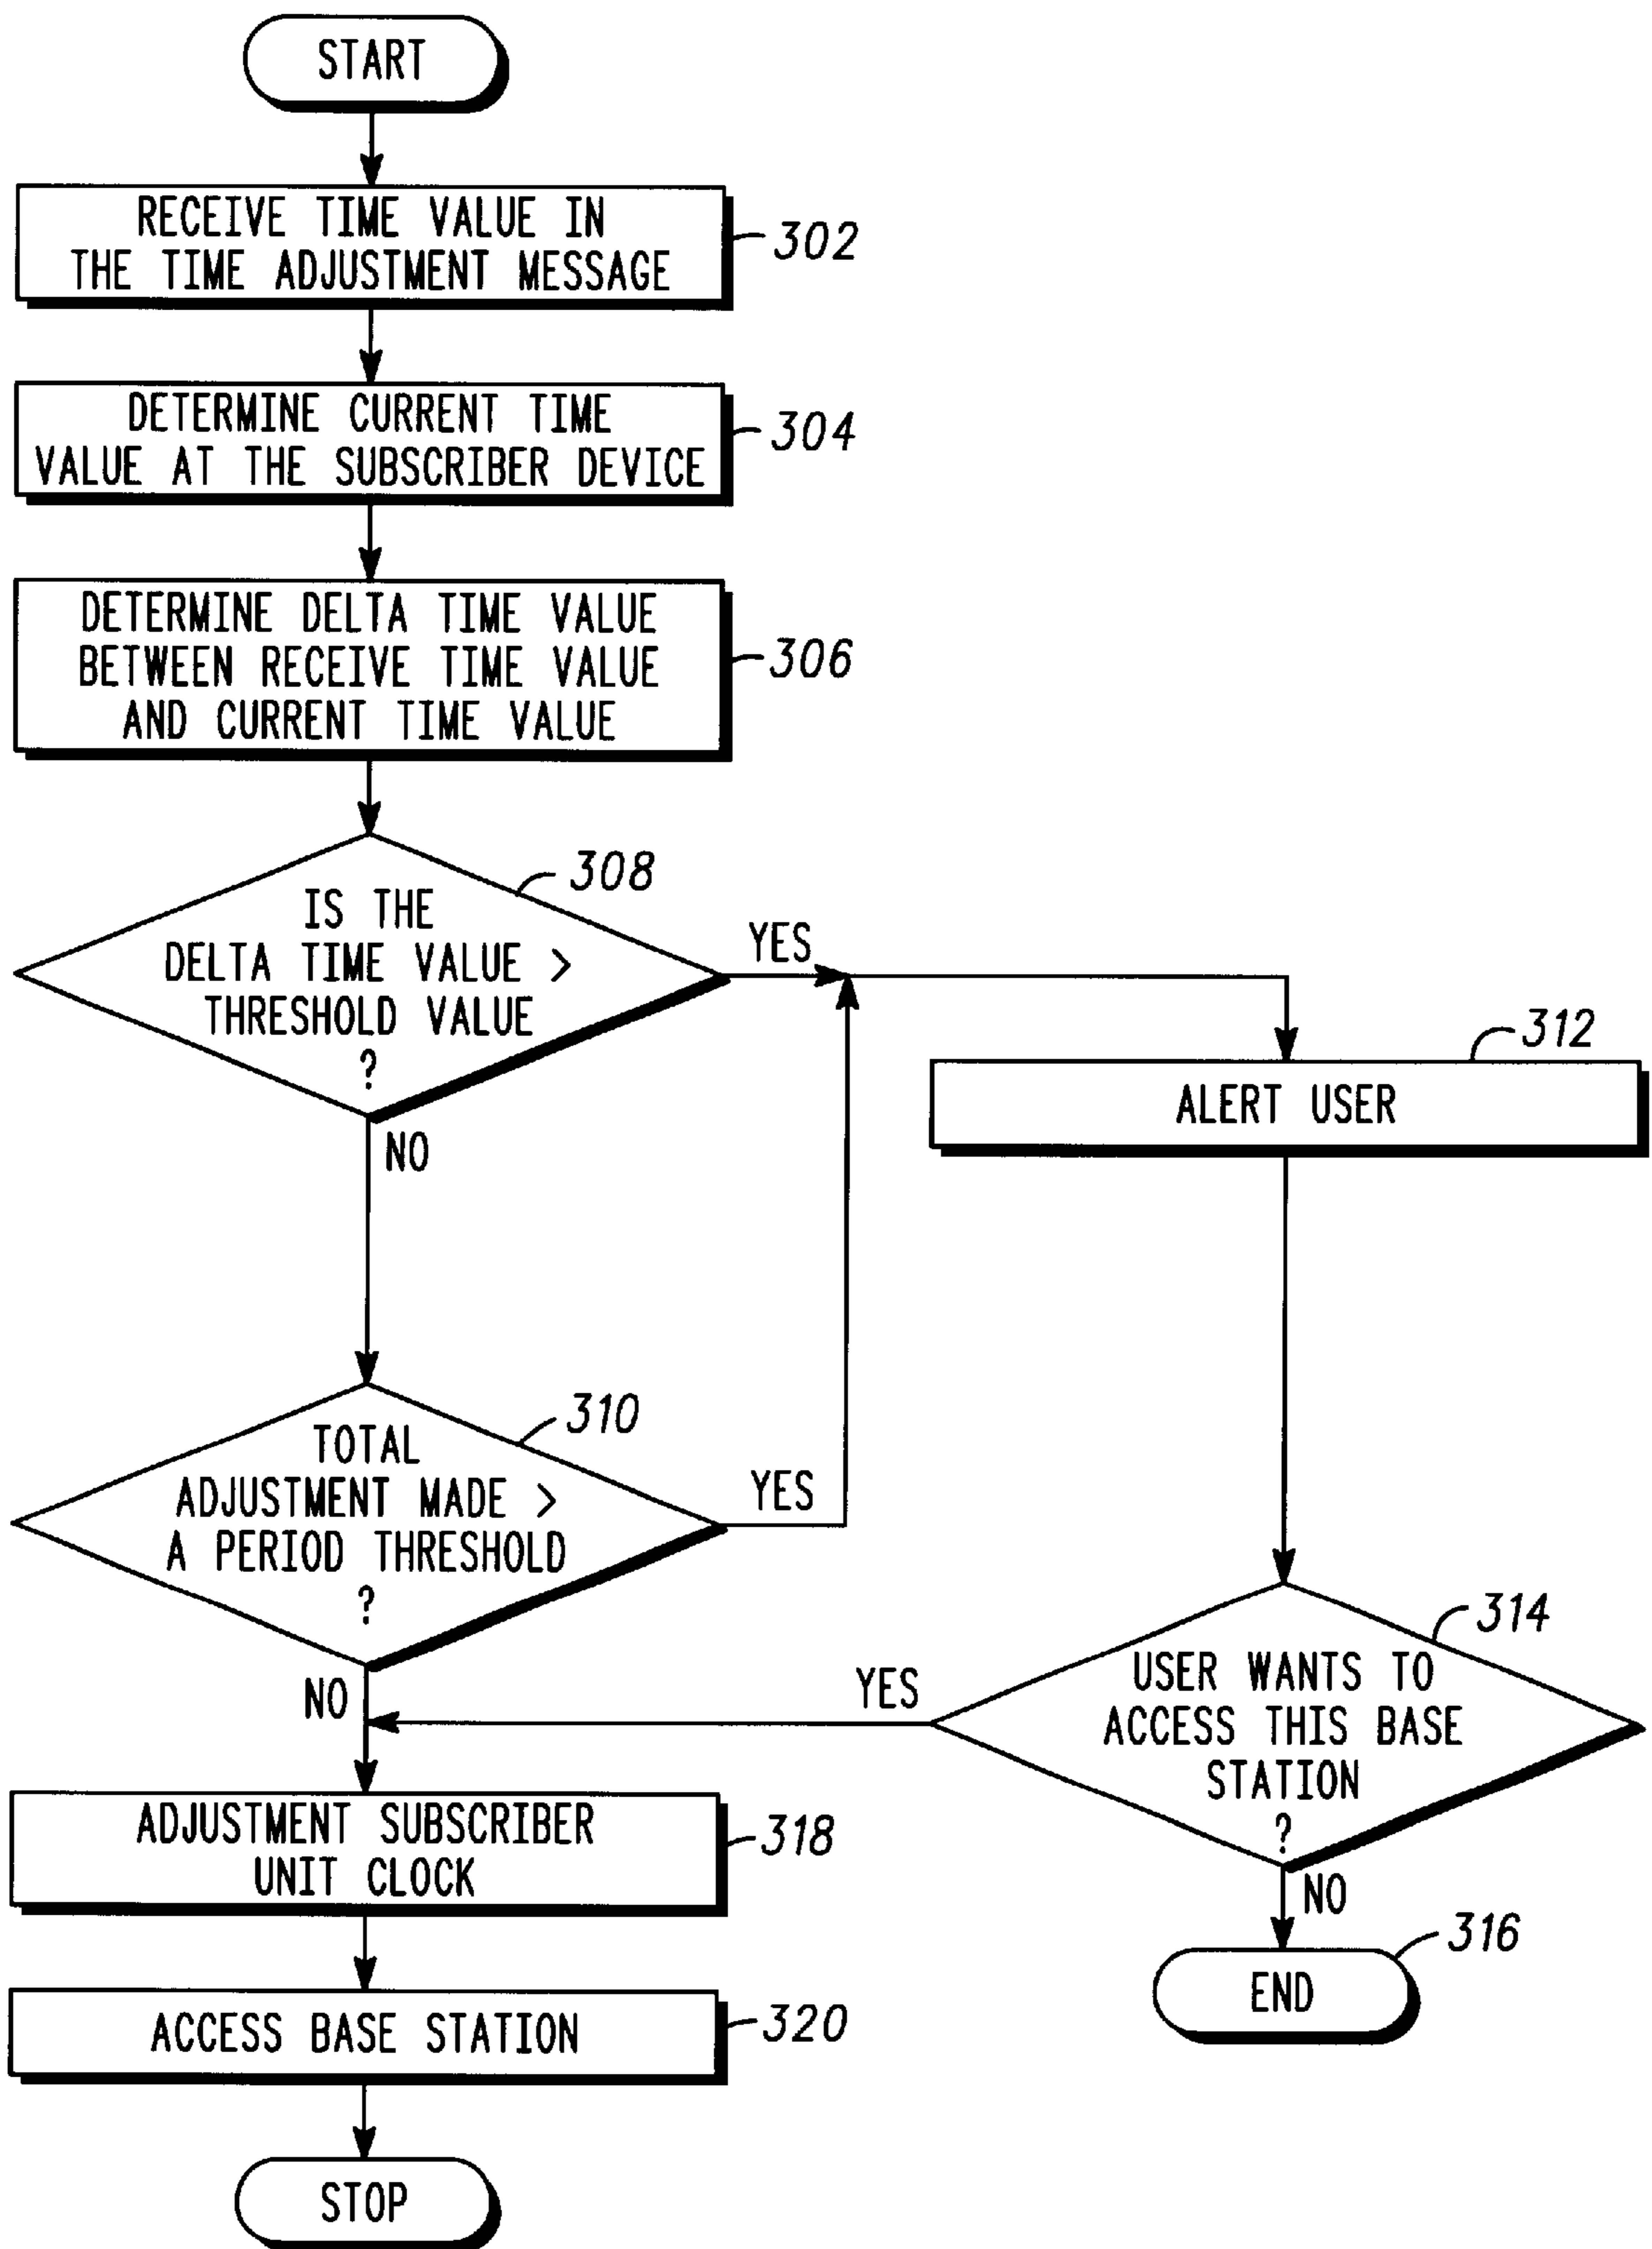 START
RECEIVE TIME VALUE IN
THE TIME ADJUSTMENT MESSAGE
302
DETERMINE CURRENT TIME
VALUE AT THE SUBSCRIBER DEVICE
304
DETERMINE DELTA TIME VALUE
BETWEEN RECEIVE TIME VALUE
AND CURRENT TIME VALUE
306
308
IS THE
DELTA TIME VALUE >
THRESHOLD VALUE
?
YES
NO
312
ALERT USER
310
TOTAL
ADJUSTMENT MADE >
A PERIOD THRESHOLD
?
YES
NO
314
USER WANTS TO
ACCESS THIS BASE
STATION
?
YES
NO
316
END
ADJUSTMENT SUBSCRIBER
UNIT CLOCK
318
ACCESS BASE STATION
320
STOP